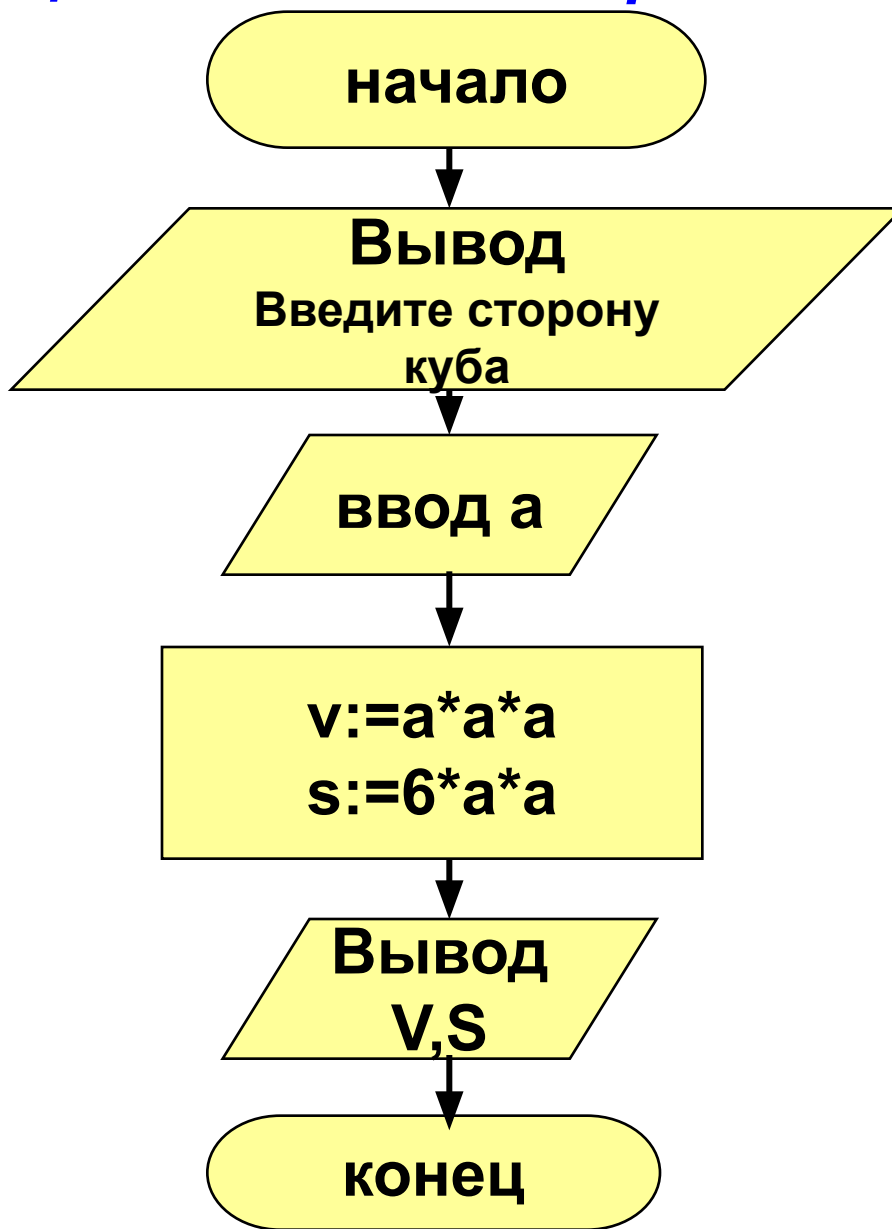 начало
Вывод
Введите сторону
куба
ввод а
v:=a*a*a
s:=6*a*a
Вывод
V,S
конец